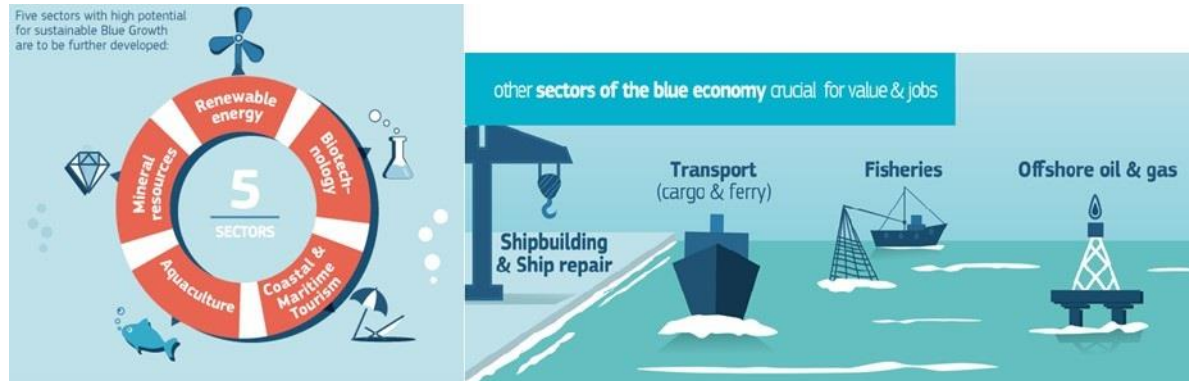 Five sectors with high potential
for sustainable Blue Growth
are to be further developed:
Renewable
energy
Biotech-
nology
Coastal &
Maritime
Tourism
Aquaculture
Mineral
resources
5
SECTORS
other sectors of the blue economy crucial for value & jobs
Transport
(cargo & ferry)
Fisheries
Offshore oil & gas
Shipbuilding
& Ship repair